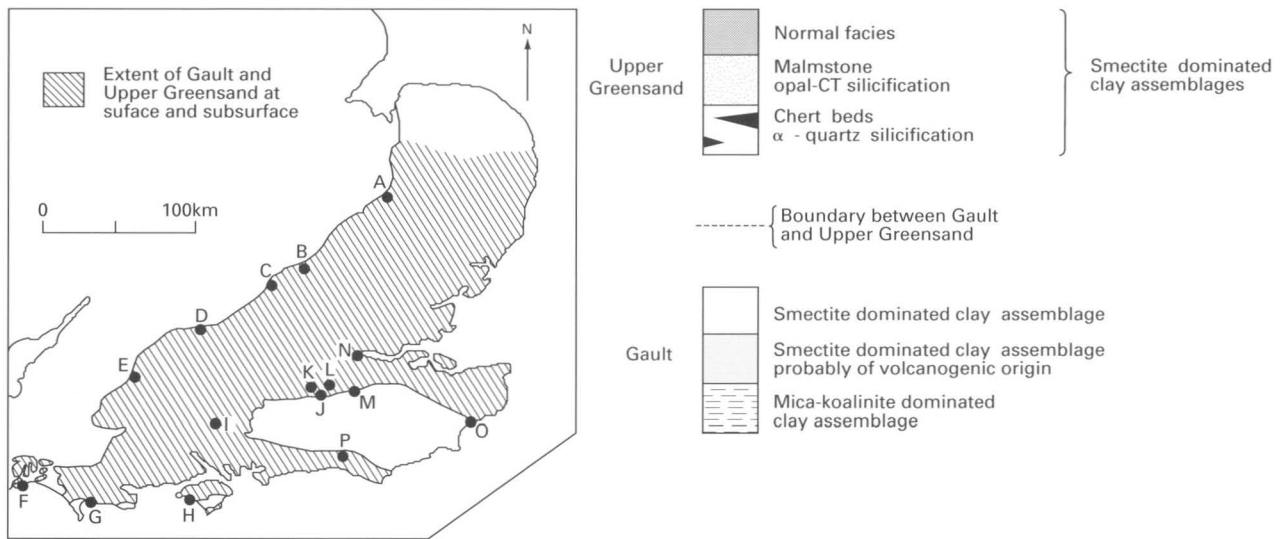 N
Extent of Gault and
Upper Greensand at
suface and subsurface
0 100km
A
B
C
D
E
F
G
H
I
J
K
L
M
N
O
P
Upper
Greensand
Normal facies
Malmstone
opal-CT silicification
Chert beds
α - quartz silicification
Smectite dominated
clay assemblages
Boundary between Gault
and Upper Greensand
Gault
Smectite dominated clay assemblage
Smectite dominated clay assemblage
probably of volcanogenic origin
Mica-koalinite dominated
clay assemblage